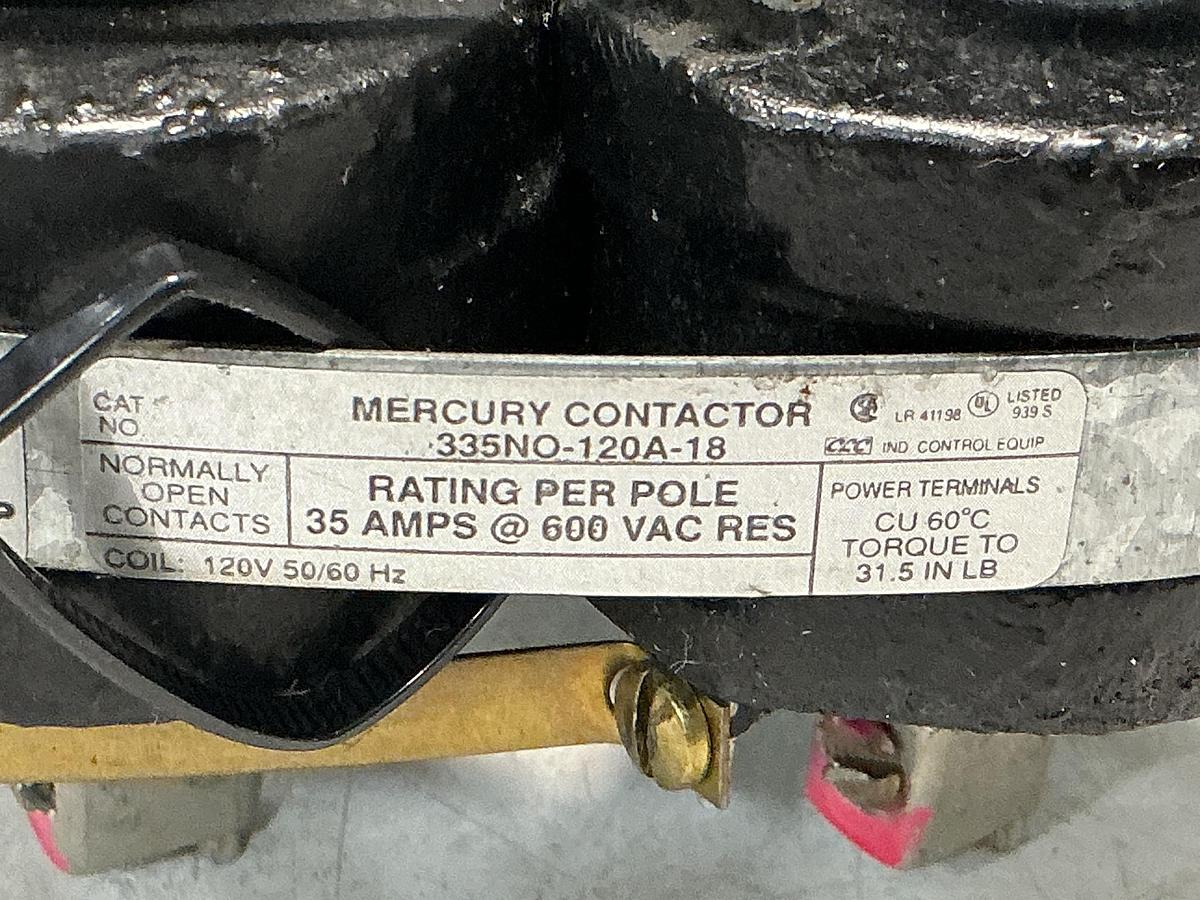 CAT
NO.
MERCURY CONTACTOR
335NO-120A-18
LR 41198
UL
LISTED
939 S
IND CONTROL EQUIP
NORMALLY
OPEN
CONTACTS
RATING PER POLE
35 AMPS @ 600 VAC RES
POWER TERMINALS
CU 60°C
TORQUE TO
31.5 IN LB
COIL: 120V 50/60 Hz